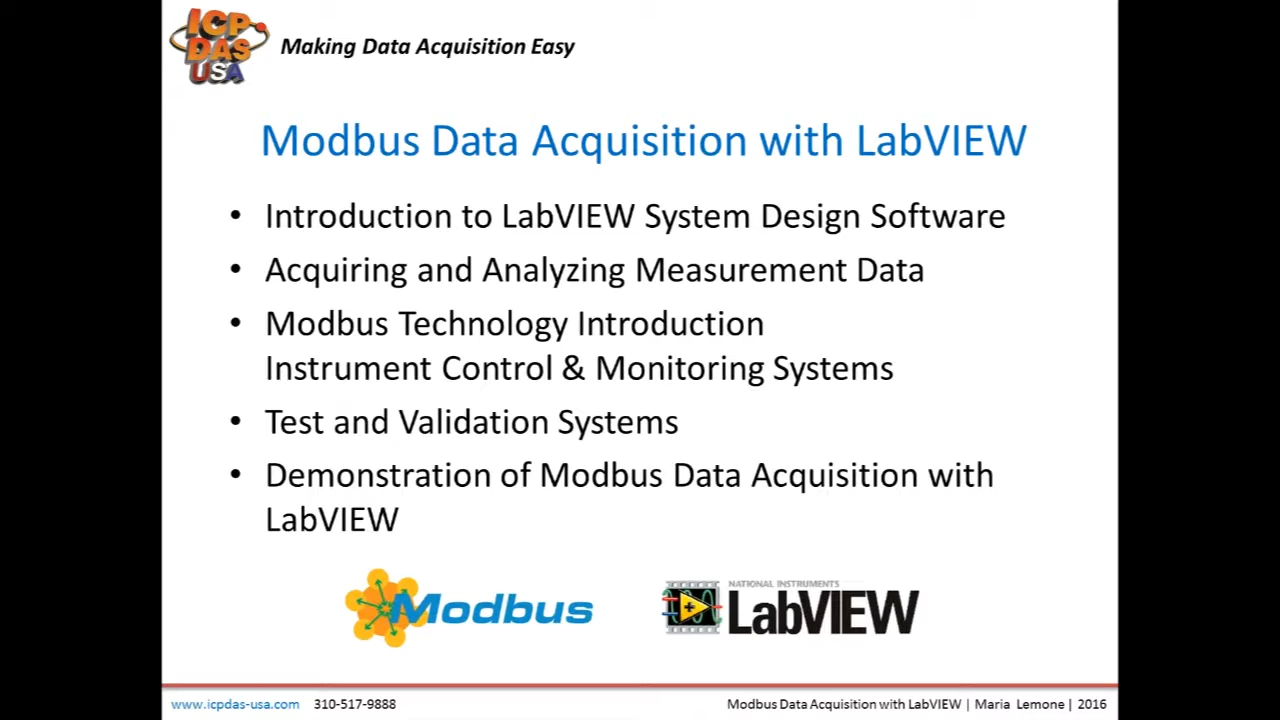 ICP
DAS
USA
Making Data Acquisition Easy
Modbus Data Acquisition with LabVIEW
• Introduction to LabVIEW System Design Software
• Acquiring and Analyzing Measurement Data
• Modbus Technology Introduction
Instrument Control & Monitoring Systems
• Test and Validation Systems
• Demonstration of Modbus Data Acquisition with
LabVIEW
Modbus
NATIONAL INSTRUMENTS
LabVIEW
www.icpdas-usa.com 310-517-9888
Modbus Data Acquisition with LabVIEW | Maria Lemone | 2016